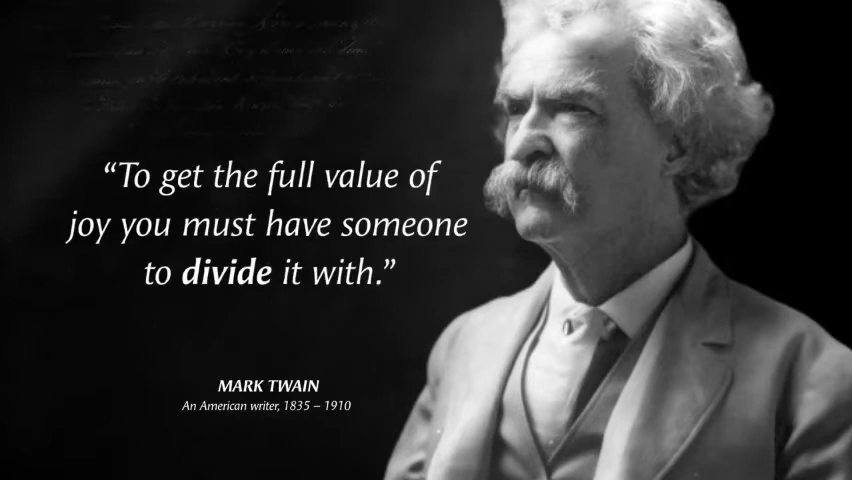 “To get the full value of
joy you must have someone
to divide it with.”
MARK TWAIN
An American writer, 1835 – 1910